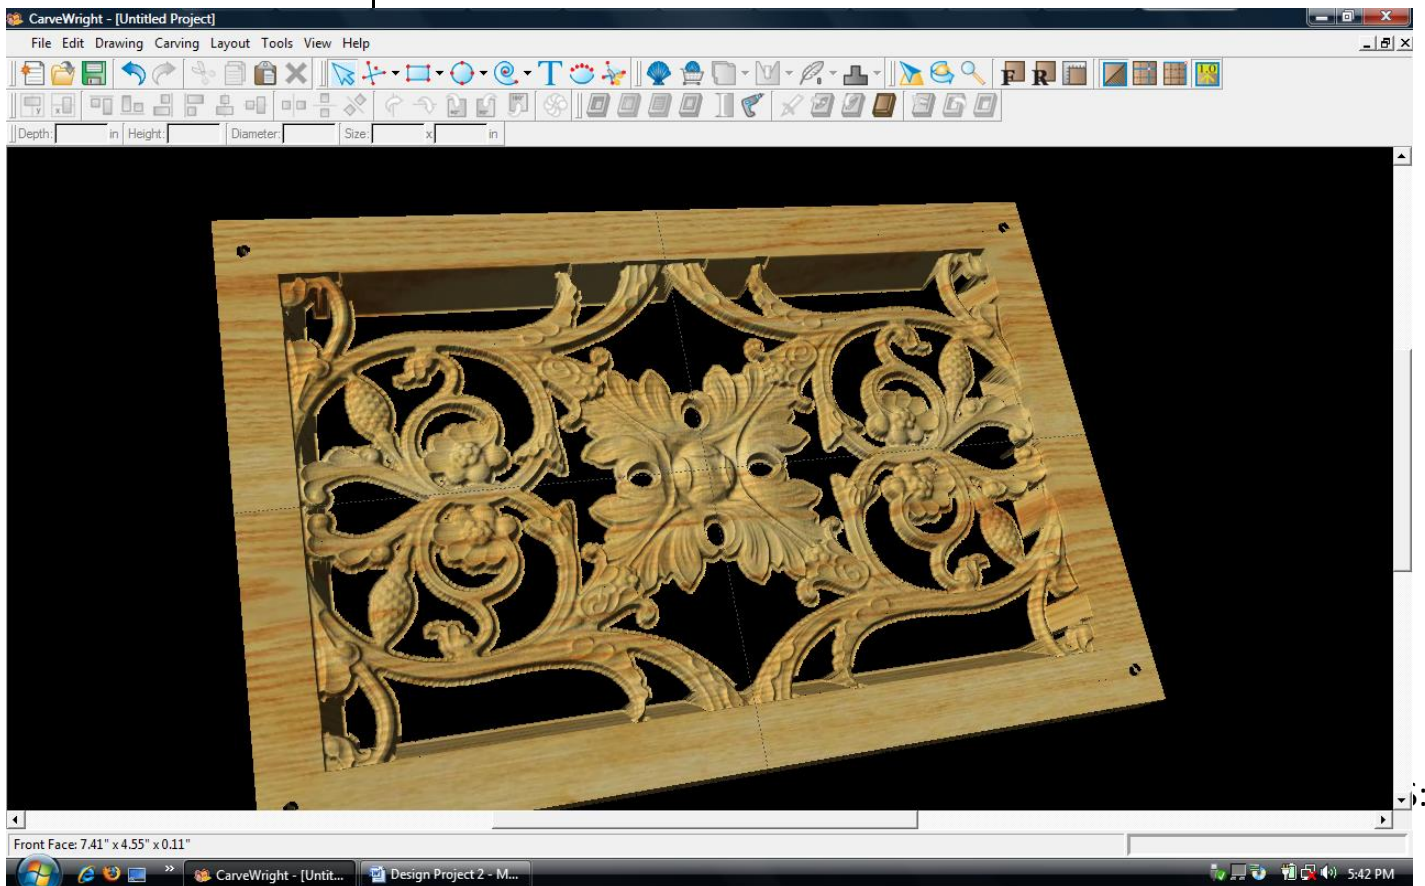 CarveWright - [Untitled Project]
File Edit Drawing Carving Layout Tools View Help
T F R
Depth: in Height: Diameter: Size: x in
Front Face: 7.41" x 4.55" x 0.11"
CarveWright - [Untit... Design Project 2 - M... 5:42 PM